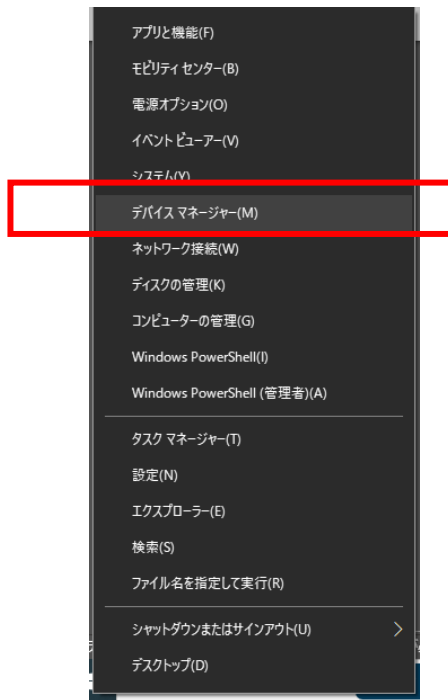 アプリと機能(F)
モビリティ センター(B)
電源オプション(O)
イベント ビューアー(V)
システム(Y)
デバイス マネージャー(M)
ネットワーク接続(W)
ディスクの管理(K)
コンピューターの管理(G)
Windows PowerShell(I)
Windows PowerShell (管理者)(A)
タスク マネージャー(T)
設定(N)
エクスプローラー(E)
検索(S)
ファイル名を指定して実行(R)
シャットダウンまたはサインアウト(U)
デスクトップ(D)